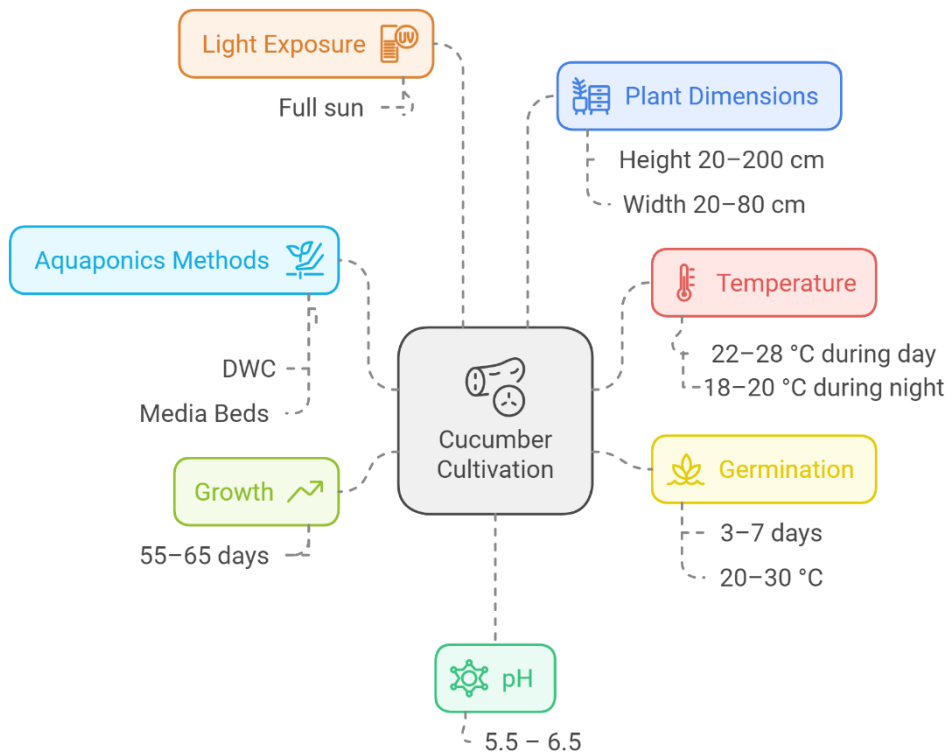 Light Exposure
UV
Full sun
Plant Dimensions
Height 20–200 cm
Width 20–80 cm
Aquaponics Methods
DWC
Media Beds
Temperature
22–28 °C during day
18–20 °C during night
Cucumber
Cultivation
Growth
55–65 days
Germination
3–7 days
20–30 °C
pH
5.5 – 6.5